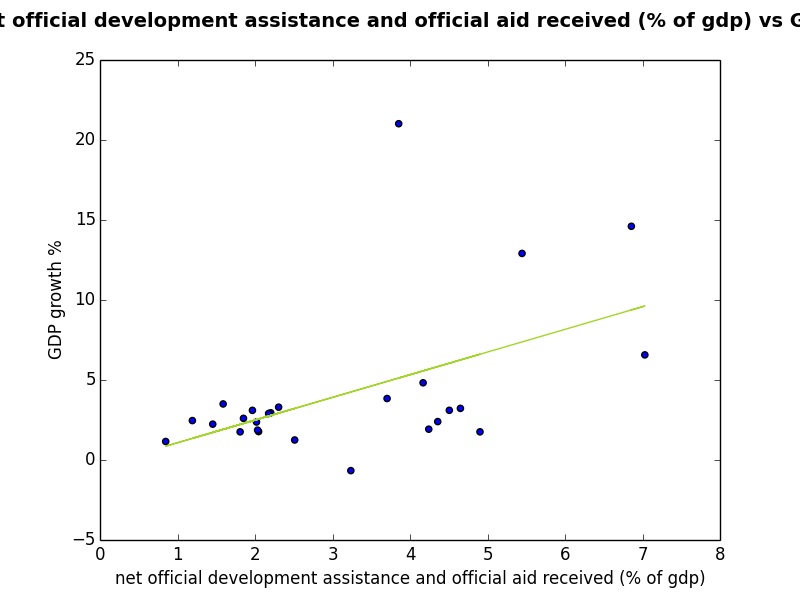 official development assistance and official aid received (% of gdp) vs
25
20
15
10
5
0
−5
GDP growth %
0 1 2 3 4 5 6 7 8
net official development assistance and official aid received (% of gdp)